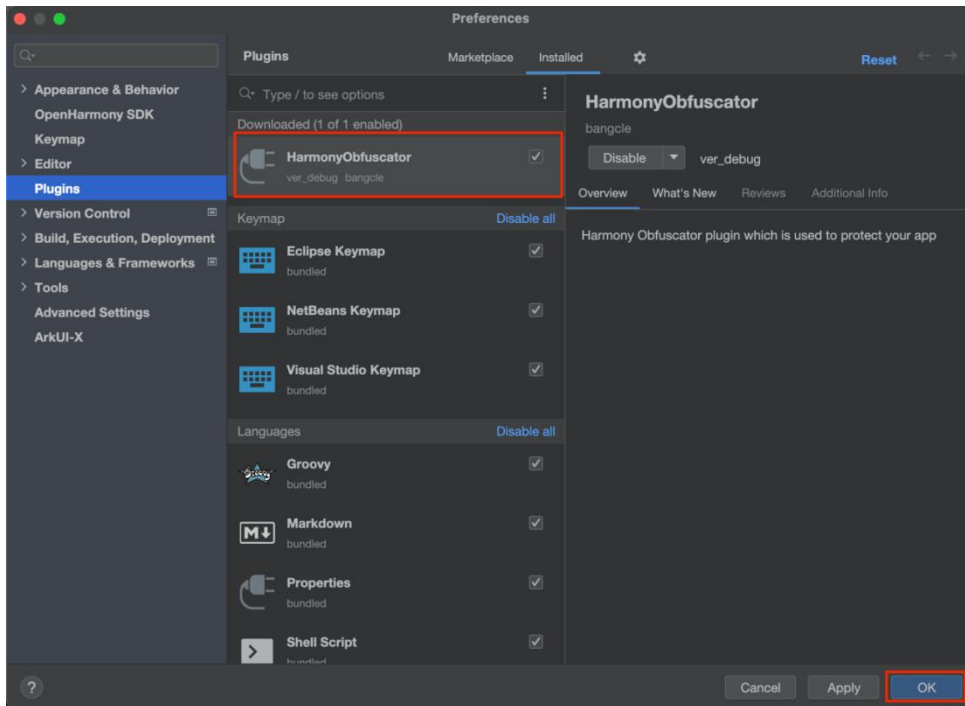 Preferences
Plugins
Marketplace
Installed
Reset
Appearance & Behavior
OpenHarmony SDK
Keymap
Editor
Plugins
Version Control
Build, Execution, Deployment
Languages & Frameworks
Tools
Advanced Settings
ArkUI-X
Type / to see options
Downloaded (1 of 1 enabled)
HarmonyObfuscator
ver_debug bangcle
Keymap Disable all
Eclipse Keymap
bundled
NetBeans Keymap
bundled
Visual Studio Keymap
bundled
Languages Disable all
Groovy
bundled
Markdown
bundled
Properties
bundled
Shell Script
bundled
HarmonyObfuscator
bangcle
Disable ver_debug
Overview What's New Reviews Additional Info
Harmony Obfuscator plugin which is used to protect your app
?
Cancel Apply OK